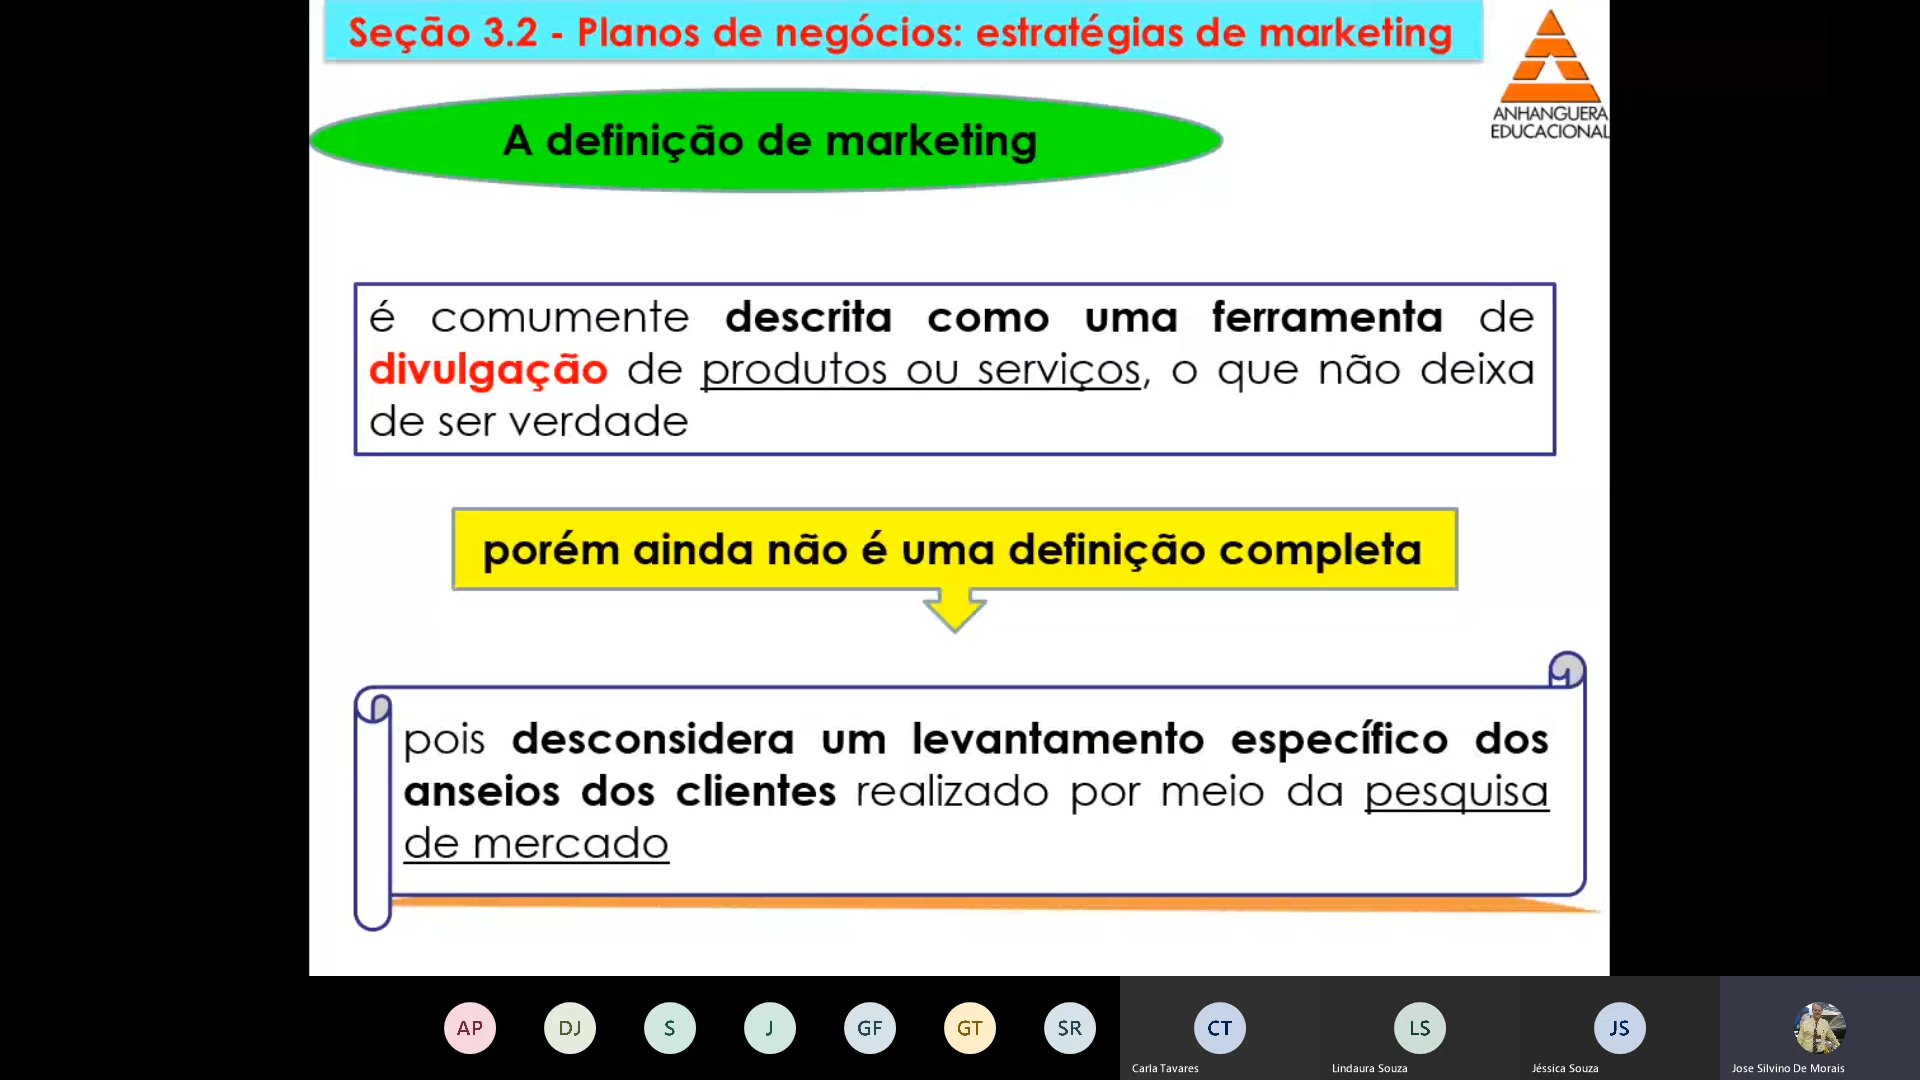 Seção 3.2 - Planos de negócios: estratégias de marketing
ANHANGUERA
EDUCACIONAL
A definição de marketing
é comumente descrita como uma ferramenta de
divulgação de produtos ou serviços, o que não deixa
de ser verdade
porém ainda não é uma definição completa
pois desconsidera um levantamento específico dos
anseios dos clientes realizado por meio da pesquisa
de mercado
AP DJ S J GF GT SR CT LS JS
Carla Tavares Lindaura Souza Jéssica Souza Jose Silvino De Morais